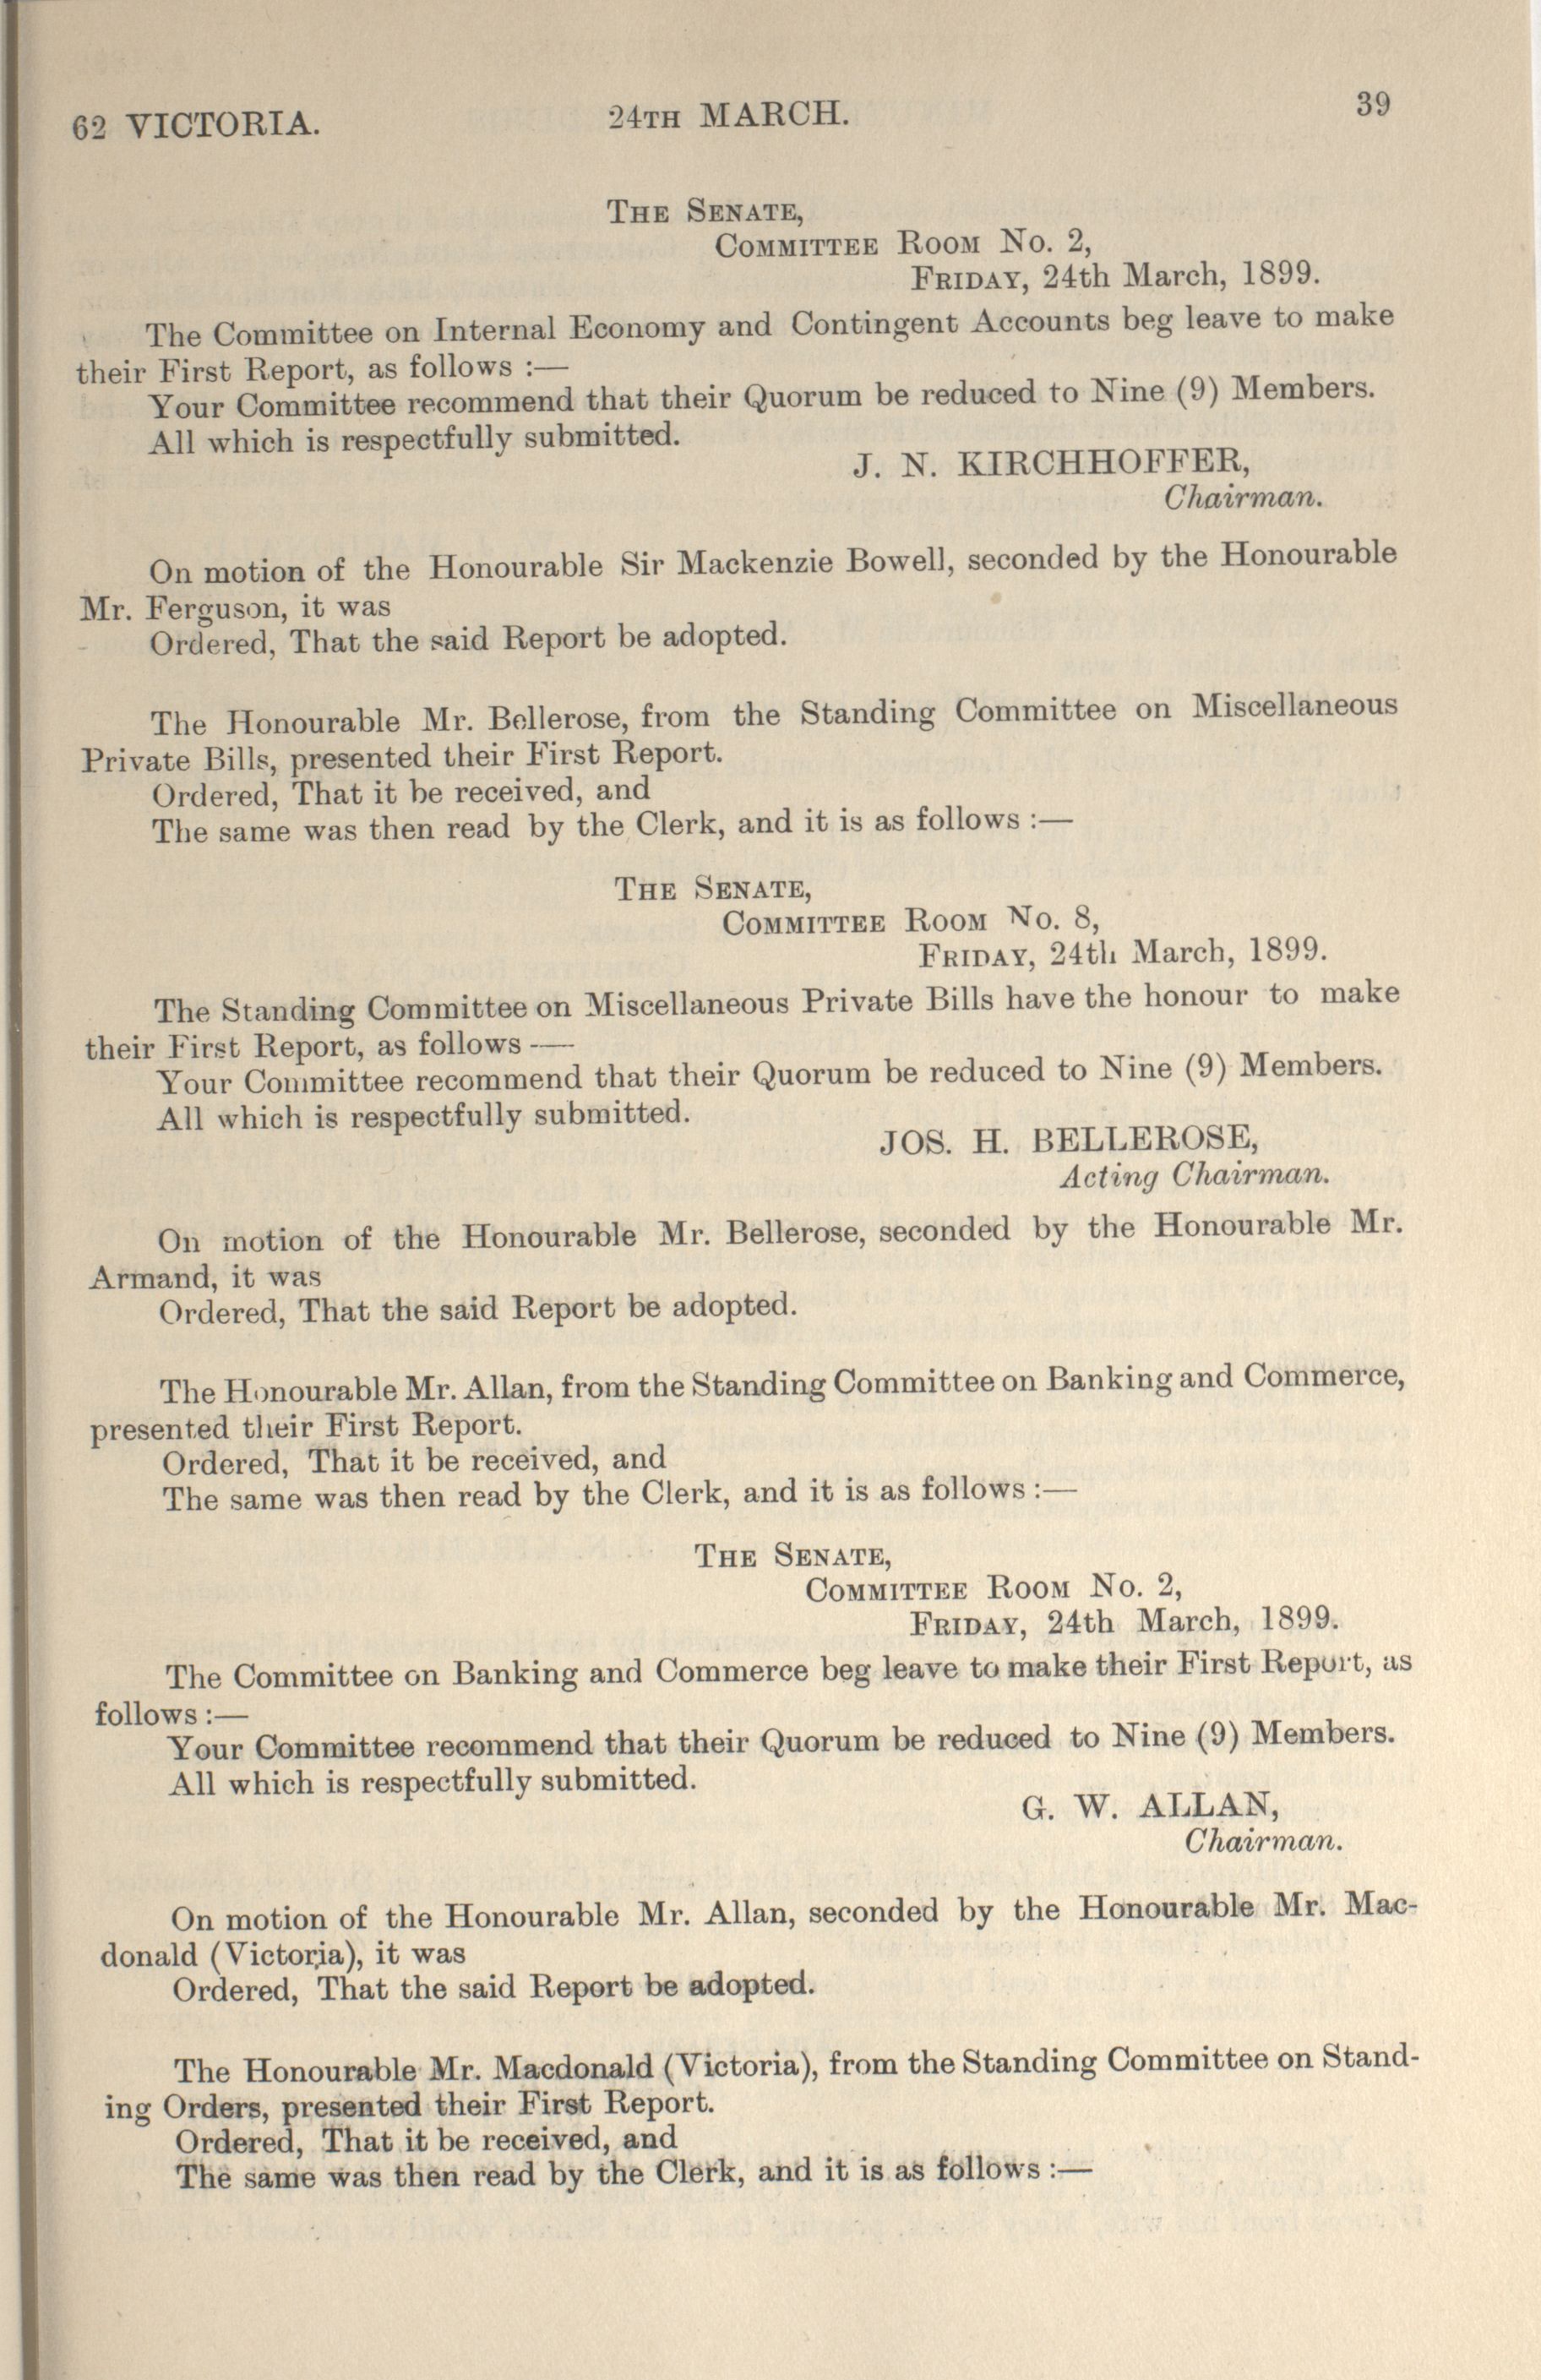 62 VICTORIA. 24TH MARCH. 39
THE SENATE,
COMMITTEE ROOM No. 2,
FRIDAY, 24th March, 1899.
The Committee on Internal Economy and Contingent Accounts beg leave to make
their First Report, as follows :—
Your Committee recommend that their Quorum be reduced to Nine (9) Members.
All which is respectfully submitted.
J. N. KIRCHHOFFER,
Chairman.
On motion of the Honourable Sir Mackenzie Bowell, seconded by the Honourable
Mr. Ferguson, it was
Ordered, That the said Report be adopted.
The Honourable Mr. Bellerose, from the Standing Committee on Miscellaneous
Private Bills, presented their First Report.
Ordered, That it be received, and
The same was then read by the Clerk, and it is as follows :—
THE SENATE,
COMMITTEE ROOM No. 8,
FRIDAY, 24th March, 1899.
The Standing Committee on Miscellaneous Private Bills have the honour to make
their First Report, as follows -—
Your Committee recommend that their Quorum be reduced to Nine (9) Members.
All which is respectfully submitted.
JOS. H. BELLEROSE,
Acting Chairman.
On motion of the Honourable Mr. Bellerose, seconded by the Honourable Mr.
Armand, it was
Ordered, That the said Report be adopted.
The Honourable Mr. Allan, from the Standing Committee on Banking and Commerce,
presented their First Report.
Ordered, That it be received, and
The same was then read by the Clerk, and it is as follows :—
THE SENATE,
COMMITTEE ROOM No. 2,
FRIDAY, 24th March, 1899.
The Committee on Banking and Commerce beg leave to make their First Report, as
follows :—
Your Committee recommend that their Quorum be reduced to Nine (9) Members.
All which is respectfully submitted.
G. W. ALLAN,
Chairman.
On motion of the Honourable Mr. Allan, seconded by the Honourable Mr. Mac-
donald (Victoria), it was
Ordered, That the said Report be adopted.
The Honourable Mr. Macdonald (Victoria), from the Standing Committee on Stand-
ing Orders, presented their First Report.
Ordered, That it be received, and
The same was then read by the Clerk, and it is as follows :—